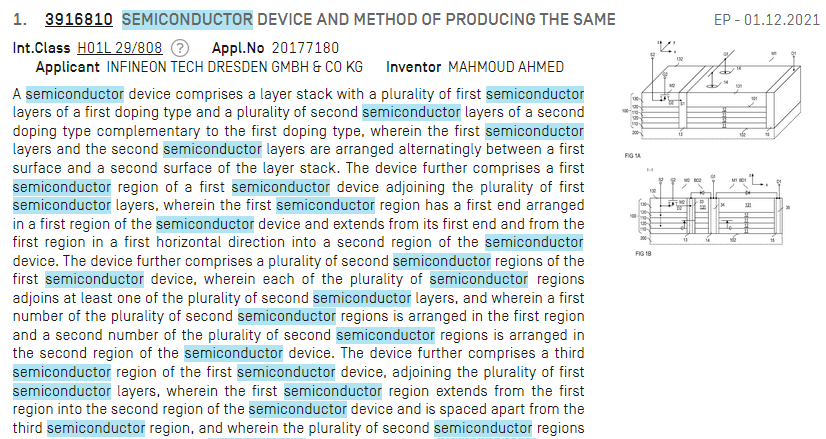 1. 3916810 SEMICONDUCTOR DEVICE AND METHOD OF PRODUCING THE SAME EP - 01.12.2021
Int.Class H01L 29/808 ? Appl.No 20177180
Applicant INFINEON TECH DRESDEN GMBH & CO KG Inventor MAHMOUD AHMED
A semiconductor device comprises a layer stack with a plurality of first semiconductor
layers of a first doping type and a plurality of second semiconductor layers of a second
doping type complementary to the first doping type, wherein the first semiconductor
layers and the second semiconductor layers are arranged alternatingly between a first
surface and a second surface of the layer stack. The device further comprises a first
semiconductor region of a first semiconductor device adjoining the plurality of first
semiconductor layers, wherein the first semiconductor region has a first end arranged
in a first region of the semiconductor device and extends from its first end and from the
first region in a first horizontal direction into a second region of the semiconductor
device. The device further comprises a plurality of second semiconductor regions of the
first semiconductor device, wherein each of the plurality of semiconductor regions
adjoins at least one of the plurality of second semiconductor layers, and wherein a first
number of the plurality of second semiconductor regions is arranged in the first region
and a second number of the plurality of second semiconductor regions is arranged in
the second region of the semiconductor device. The device further comprises a third
semiconductor region of the first semiconductor device, adjoining the plurality of first
semiconductor layers, wherein the first semiconductor region extends from the first
region into the second region of the semiconductor device and is spaced apart from the
third semiconductor region, and wherein the plurality of second semiconductor regions
FIG 1A
FIG 1B